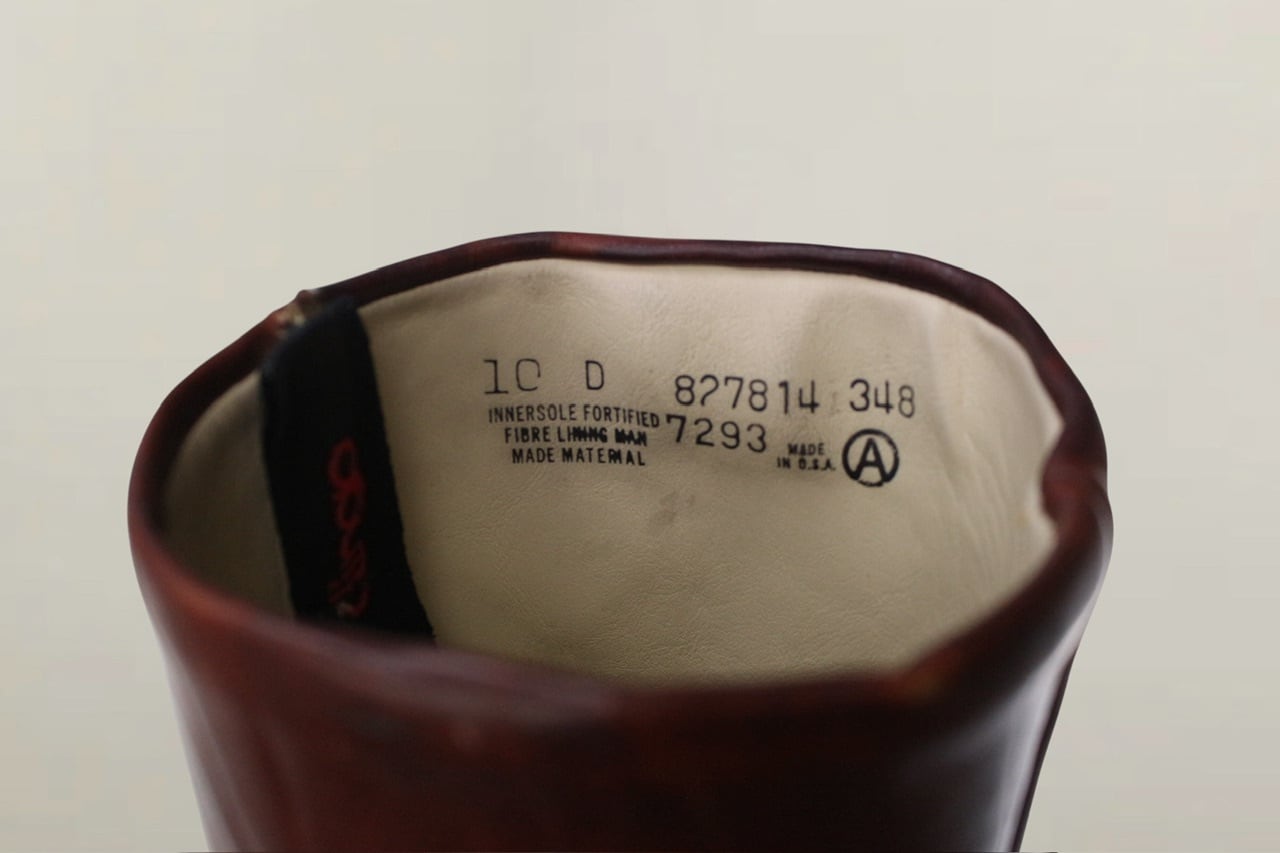 10 D 827814 348
INNERSOLE FORTIFIED 7293
FIBRE LINING MAN
MADE MATERIAL
MADE
IN U.S.A. A